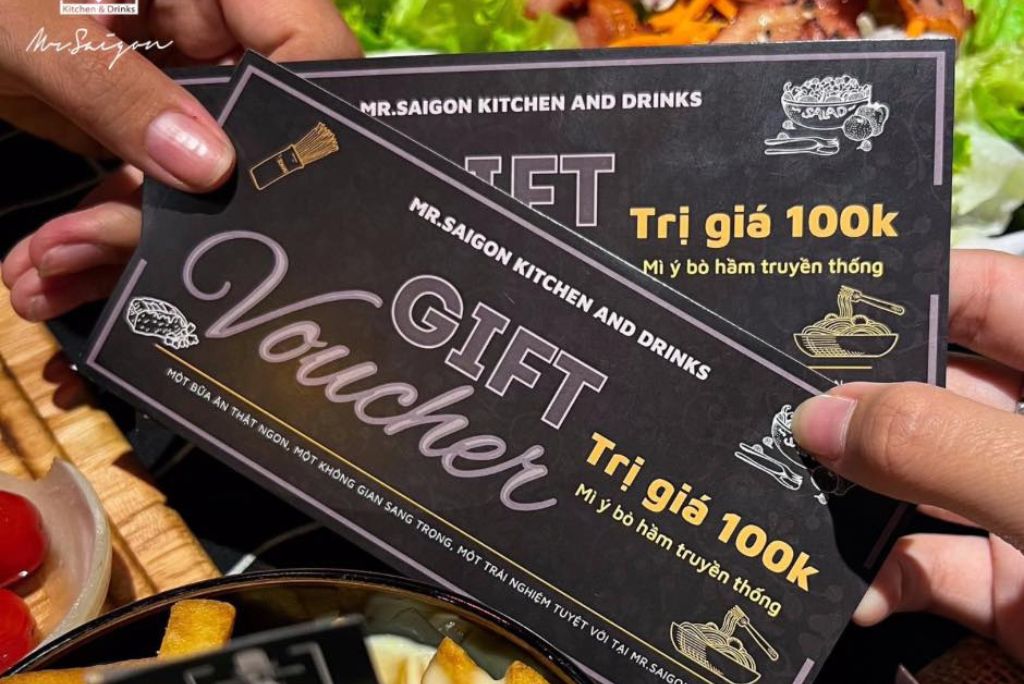 Kitchen & Drinks
Mr.Saigon
MR.SAIGON KITCHEN AND DRINKS
SALAD
IFT
Trị giá 100k
Mì ý bò hầm truyền thống
MR.SAIGON KITCHEN AND DRINKS
GIFT
Voucher
Trị giá 100k
Mì ý bò hầm truyền thống
MỘT BỮA ĂN THẬT NGON, MỘT KHÔNG GIAN SANG TRỌNG, MỘT TRẢI NGHIỆM TUYỆT VỜI TẠI MR.SAIGON